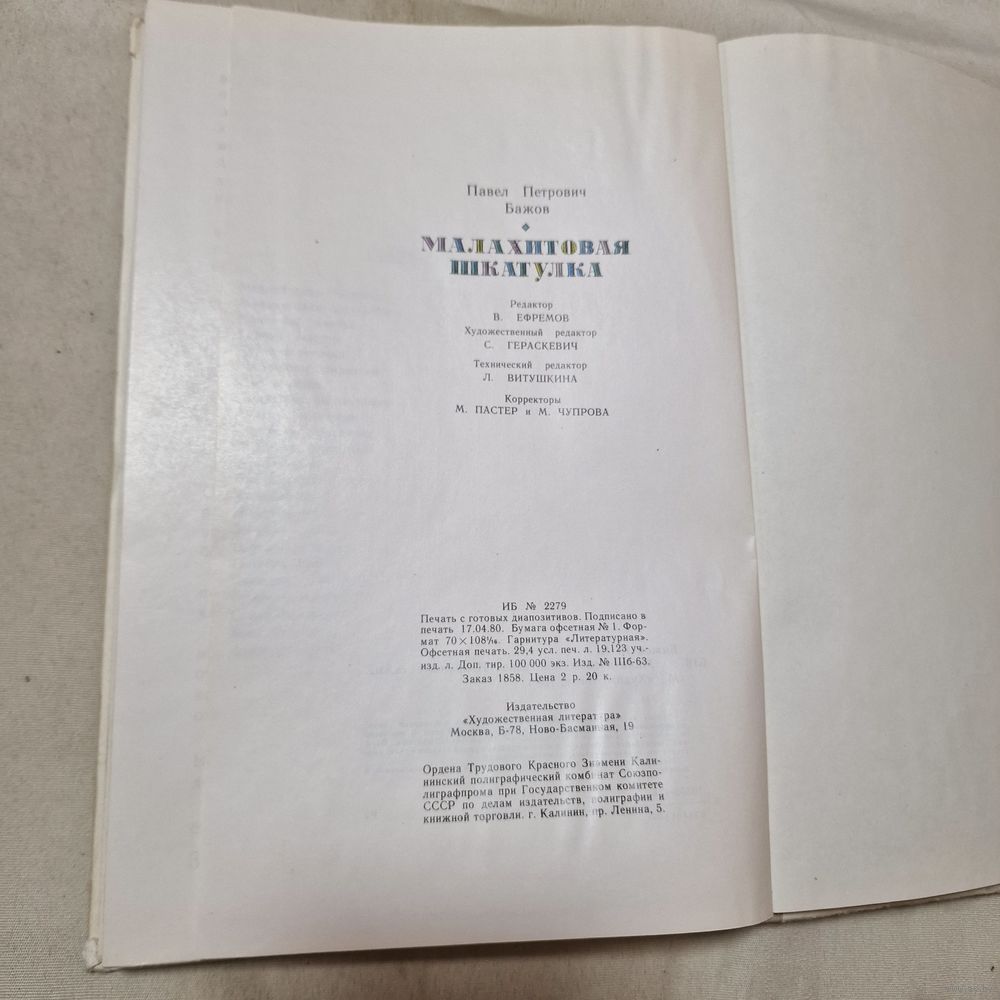 Павел Петрович
Бажов
МАЛАХИТОВАЯ
ШКАТУЛКА
Редактор
В. ЕФРЕМОВ
Художественный редактор
С. ГЕРАСКЕВИЧ
Технический редактор
Л. ВИТУШКИНА
Корректоры
М. ПАСТЕР и М. ЧУПРОВА
ИБ № 2279
Печать с готовых диапозитивов. Подписано в
печать 17.04.80. Бумага офсетная № 1. Фор-
мат 70×108¹/₁₆. Гарнитура «Литературная».
Офсетная печать. 29,4 усл. печ. л. 19,123 уч.-
изд. л. Доп. тир. 100 000 экз. Изд. № IIIб-63.
Заказ 1858. Цена 2 р. 20 к.
Издательство
«Художественная литература»
Москва, Б-78, Ново-Басманная, 19
Ордена Трудового Красного Знамени Кали-
нинский полиграфический комбинат Союзпо-
лиграфпрома при Государственном комитете
СССР по делам издательств, полиграфии и
книжной торговли. г. Калинин, пр. Ленина, 5.